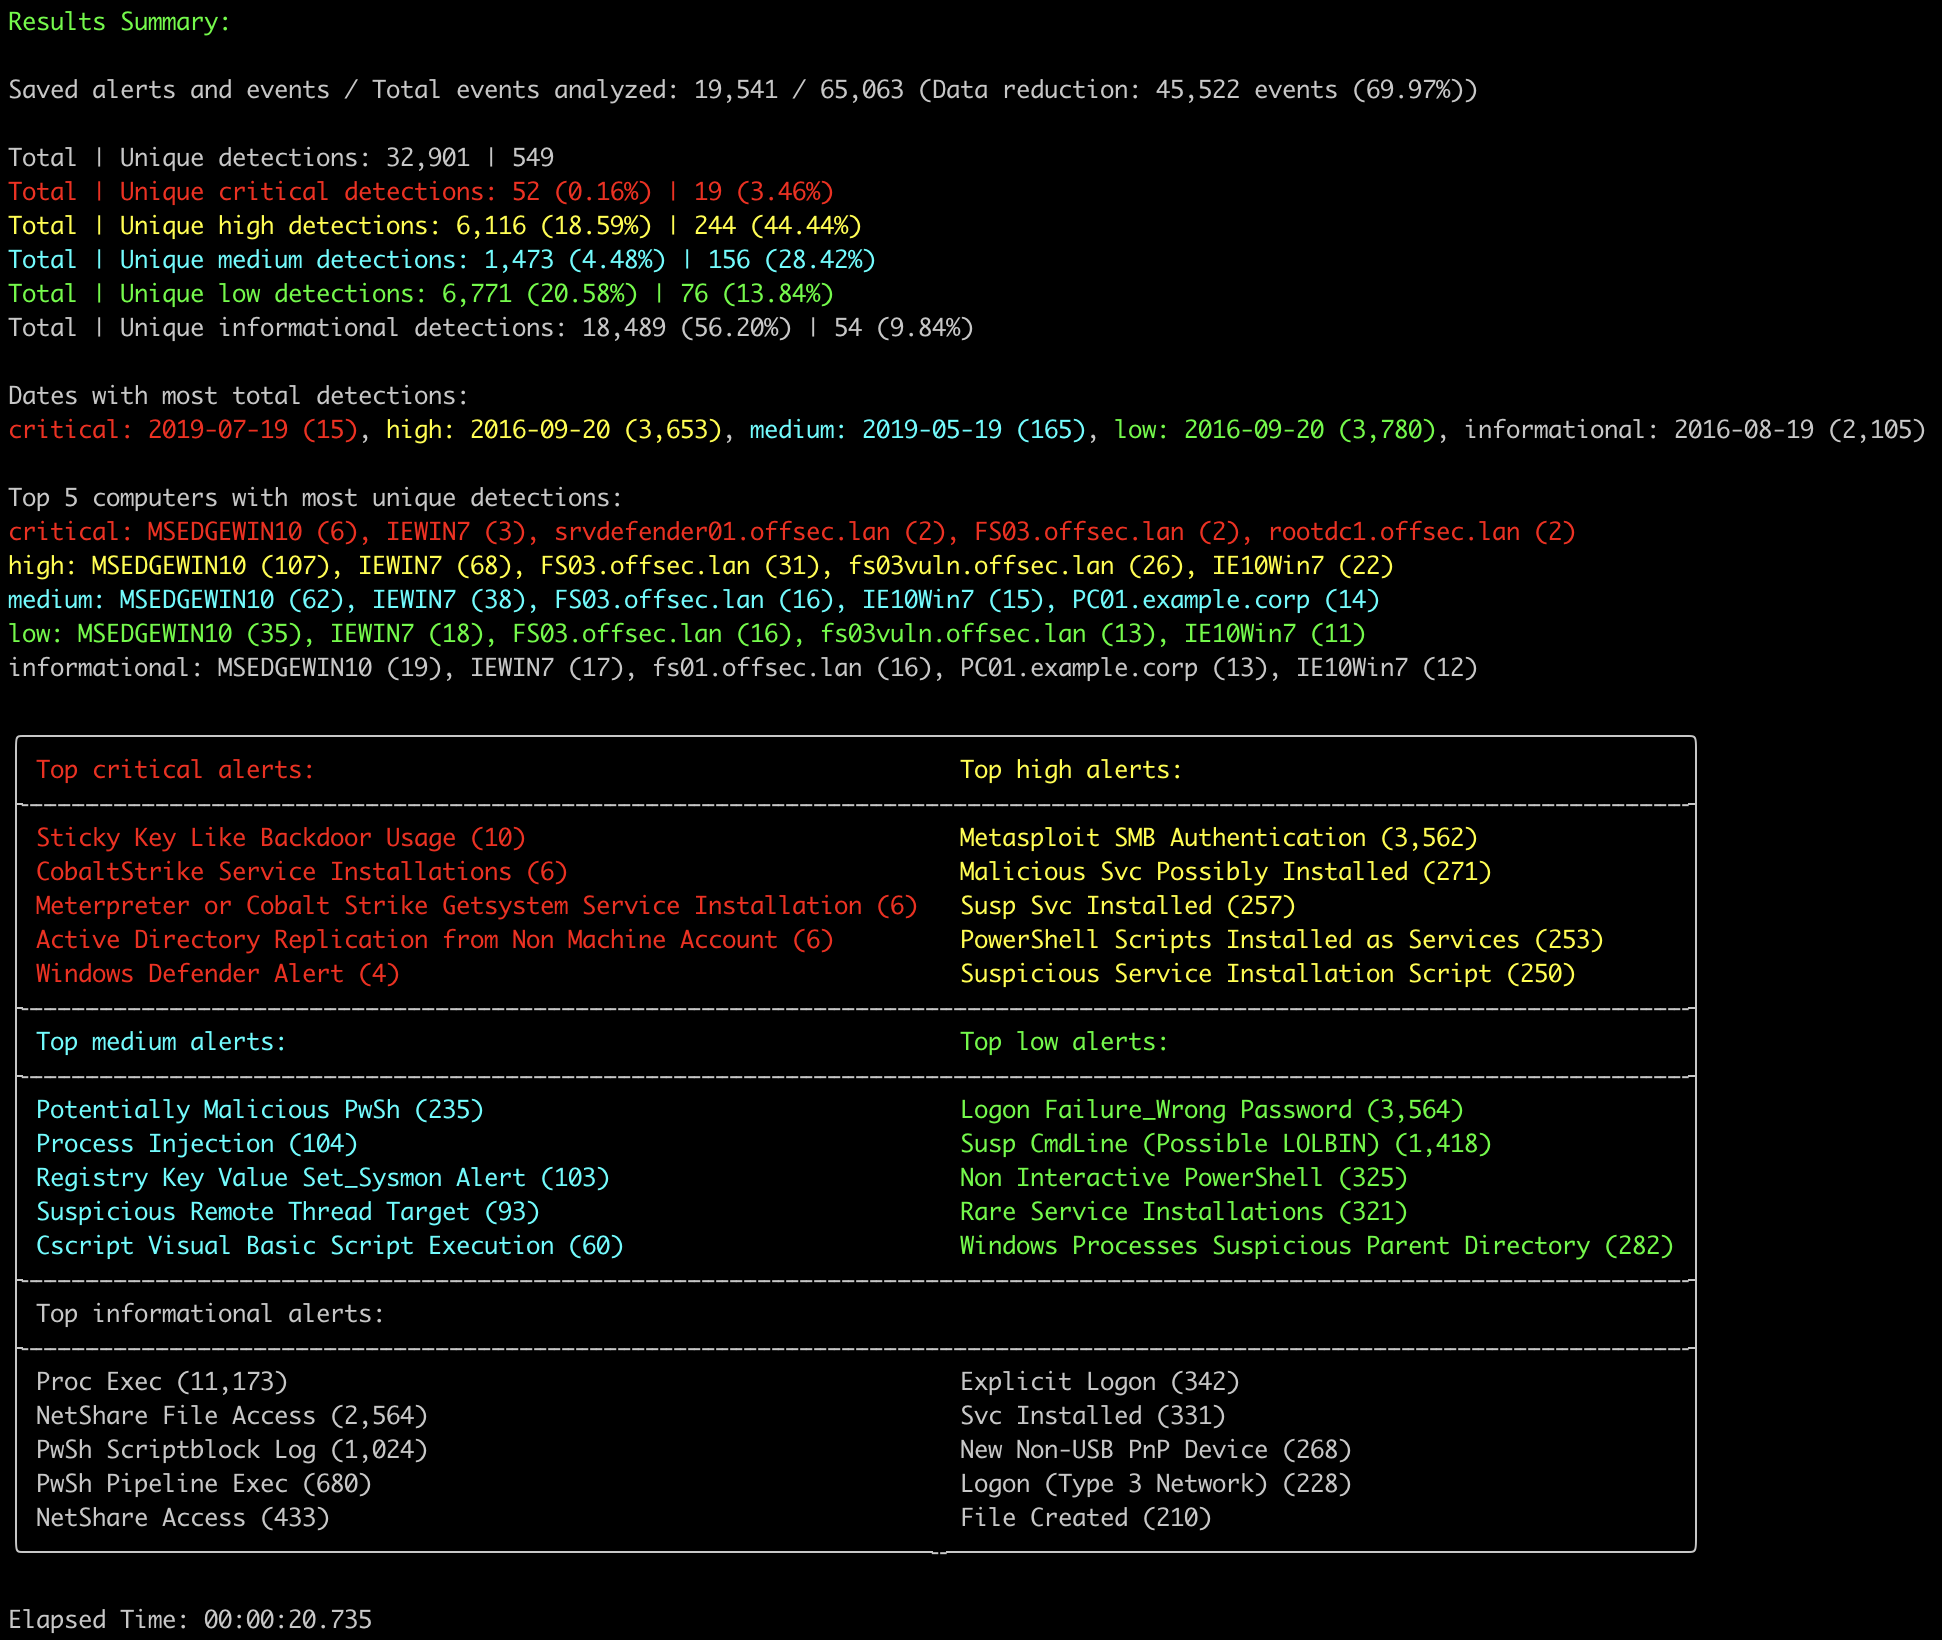 Results Summary:
Saved alerts and events / Total events analyzed: 19,541 / 65,063 (Data reduction: 45,522 events (69.97%))
Total | Unique detections: 32,901 | 549
Total | Unique critical detections: 52 (0.16%) | 19 (3.46%)
Total | Unique high detections: 6,116 (18.59%) | 244 (44.44%)
Total | Unique medium detections: 1,473 (4.48%) | 156 (28.42%)
Total | Unique low detections: 6,771 (20.58%) | 76 (13.84%)
Total | Unique informational detections: 18,489 (56.20%) | 54 (9.84%)
Dates with most total detections:
critical: 2019-07-19 (15), high: 2016-09-20 (3,653), medium: 2019-05-19 (165), low: 2016-09-20 (3,780), informational: 2016-08-19 (2,105)
Top 5 computers with most unique detections:
critical: MSEDGEWIN10 (6), IEWIN7 (3), srvdefender01.offsec.lan (2), FS03.offsec.lan (2), rootdc1.offsec.lan (2)
high: MSEDGEWIN10 (107), IEWIN7 (68), FS03.offsec.lan (31), fs03vuln.offsec.lan (26), IE10Win7 (22)
medium: MSEDGEWIN10 (62), IEWIN7 (38), FS03.offsec.lan (16), IE10Win7 (15), PC01.example.corp (14)
low: MSEDGEWIN10 (35), IEWIN7 (18), FS03.offsec.lan (16), fs03vuln.offsec.lan (13), IE10Win7 (11)
informational: MSEDGEWIN10 (19), IEWIN7 (17), fs01.offsec.lan (16), PC01.example.corp (13), IE10Win7 (12)
Top critical alerts: Top high alerts:
Sticky Key Like Backdoor Usage (10) Metasploit SMB Authentication (3,562)
CobaltStrike Service Installations (6) Malicious Svc Possibly Installed (271)
Meterpreter or Cobalt Strike Getsystem Service Installation (6) Susp Svc Installed (257)
Active Directory Replication from Non Machine Account (6) PowerShell Scripts Installed as Services (253)
Windows Defender Alert (4) Suspicious Service Installation Script (250)
Top medium alerts: Top low alerts:
Potentially Malicious PwSh (235) Logon Failure_Wrong Password (3,564)
Process Injection (104) Susp CmdLine (Possible LOLBIN) (1,418)
Registry Key Value Set_Sysmon Alert (103) Non Interactive PowerShell (325)
Suspicious Remote Thread Target (93) Rare Service Installations (321)
Cscript Visual Basic Script Execution (60) Windows Processes Suspicious Parent Directory (282)
Top informational alerts:
Proc Exec (11,173) Explicit Logon (342)
NetShare File Access (2,564) Svc Installed (331)
PwSh Scriptblock Log (1,024) New Non-USB PnP Device (268)
PwSh Pipeline Exec (680) Logon (Type 3 Network) (228)
NetShare Access (433) File Created (210)
Elapsed Time: 00:00:20.735